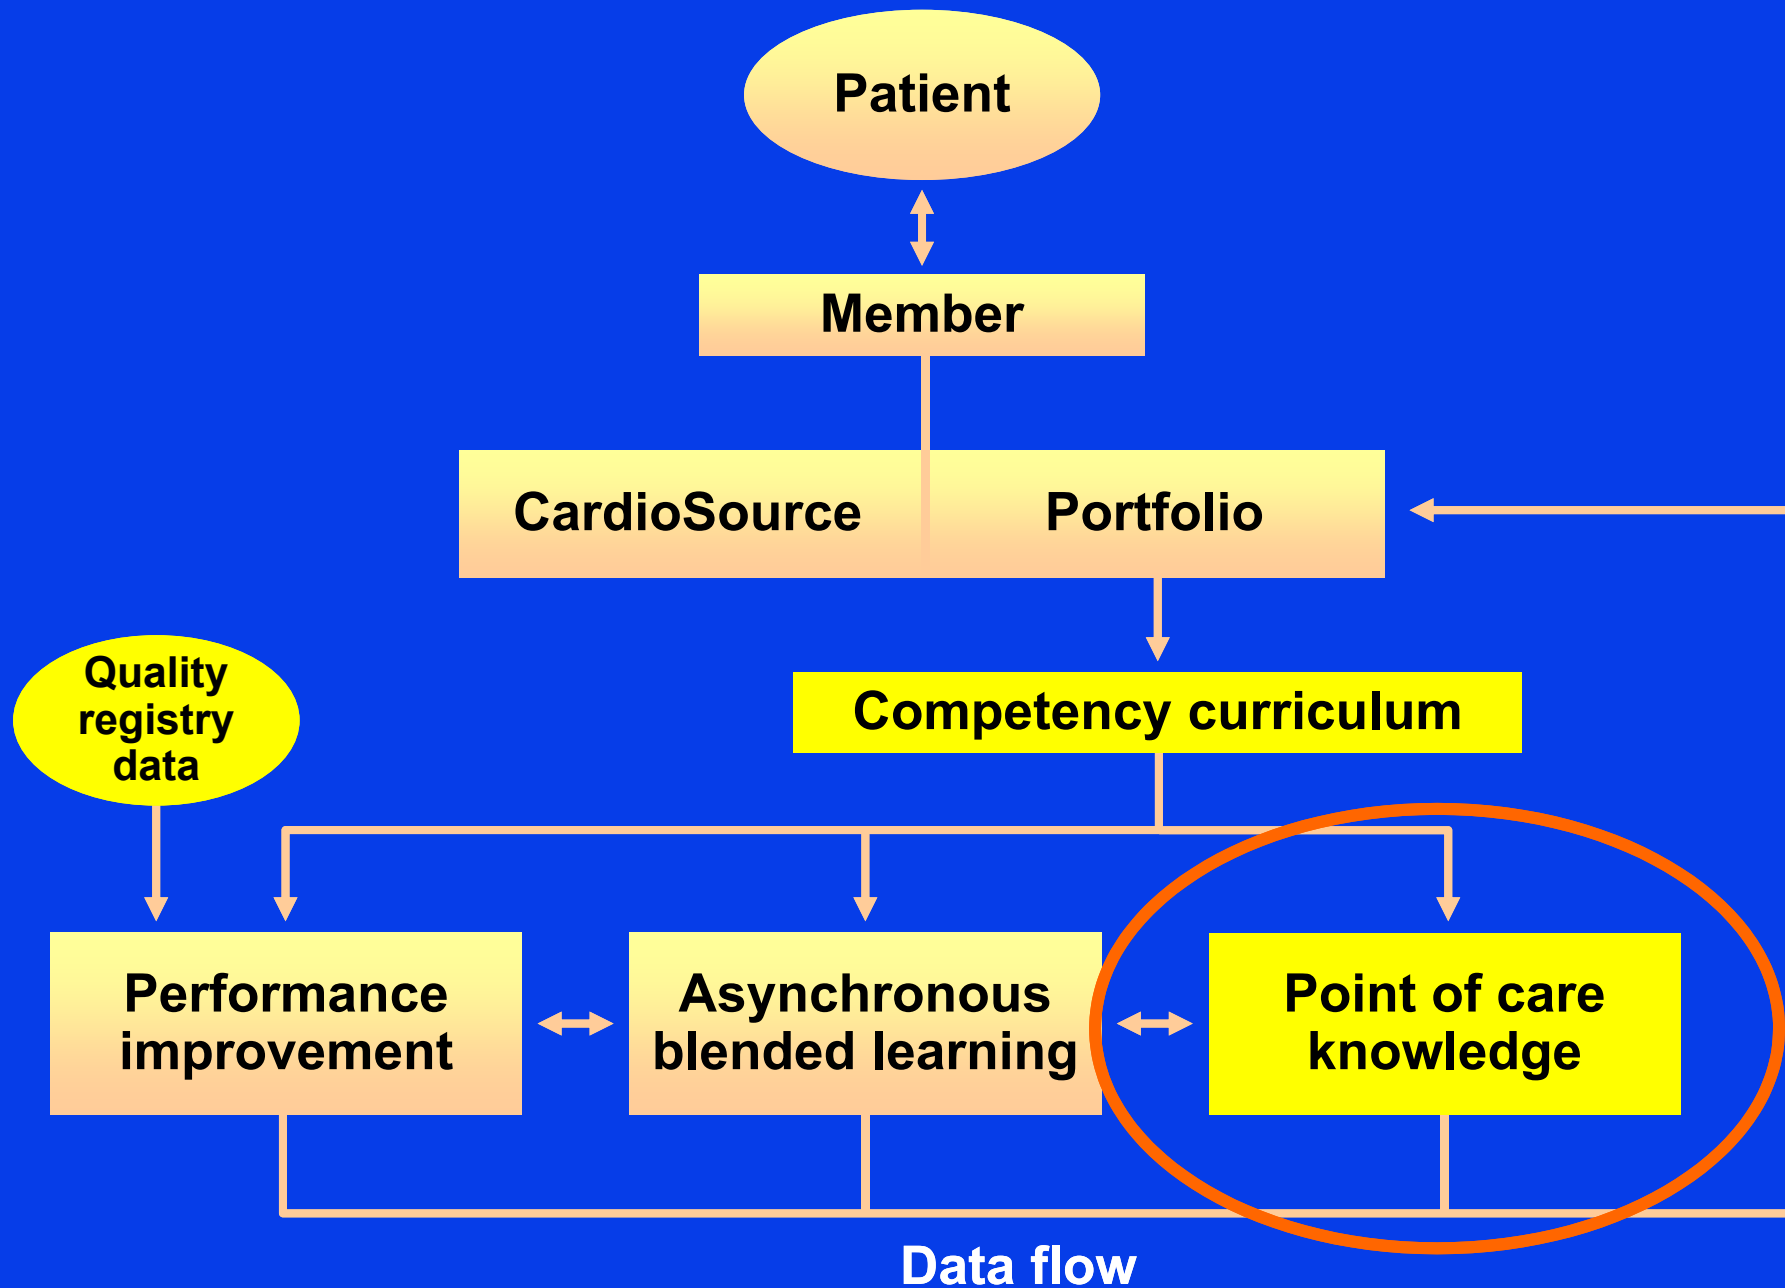 Patient
Member
CardioSource
Portfolio
Quality
registry
data
Competency curriculum
Performance
improvement
Asynchronous
blended learning
Point of care
knowledge
Data flow